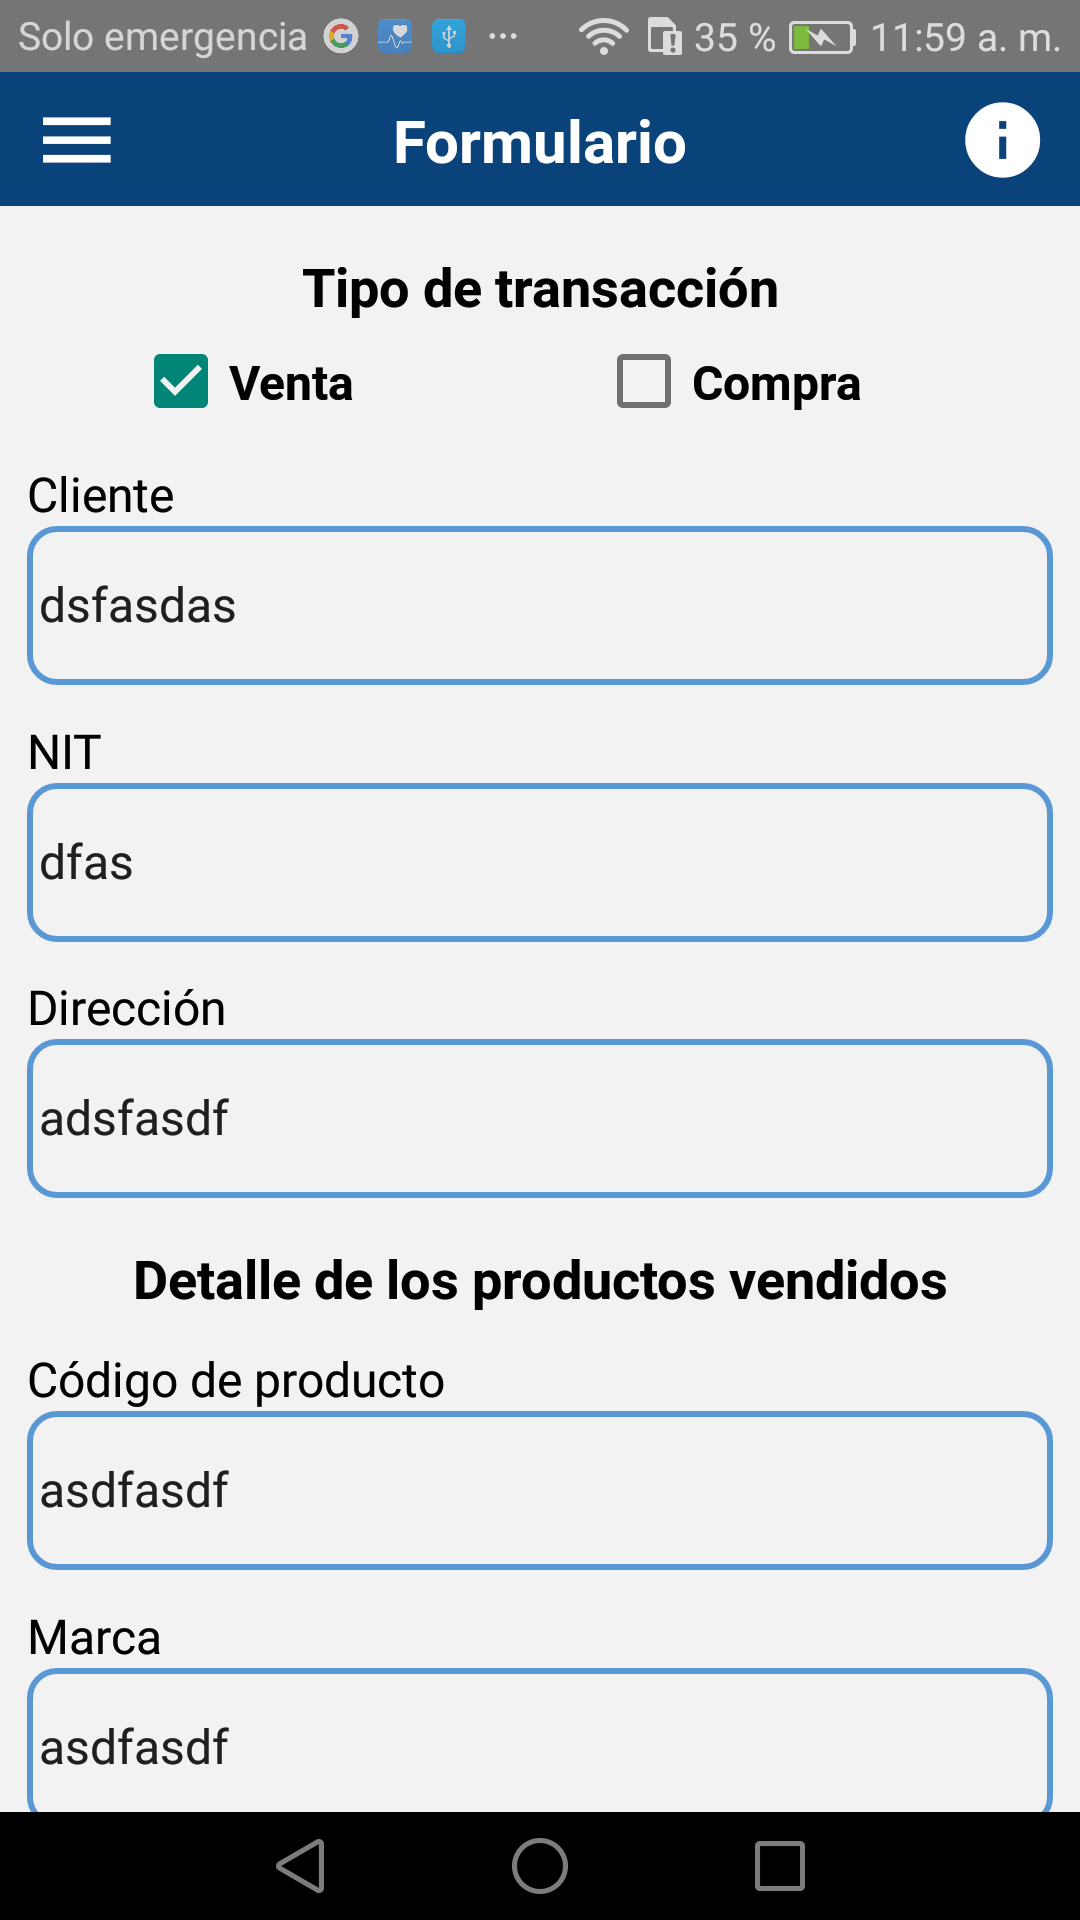 Solo emergencia 35 % 11:59 a. m.
Formulario
Tipo de transacción
Venta Compra
Cliente
dsfasdas
NIT
dfas
Dirección
adsfasdf
Detalle de los productos vendidos
Código de producto
asdfasdf
Marca
asdfasdf